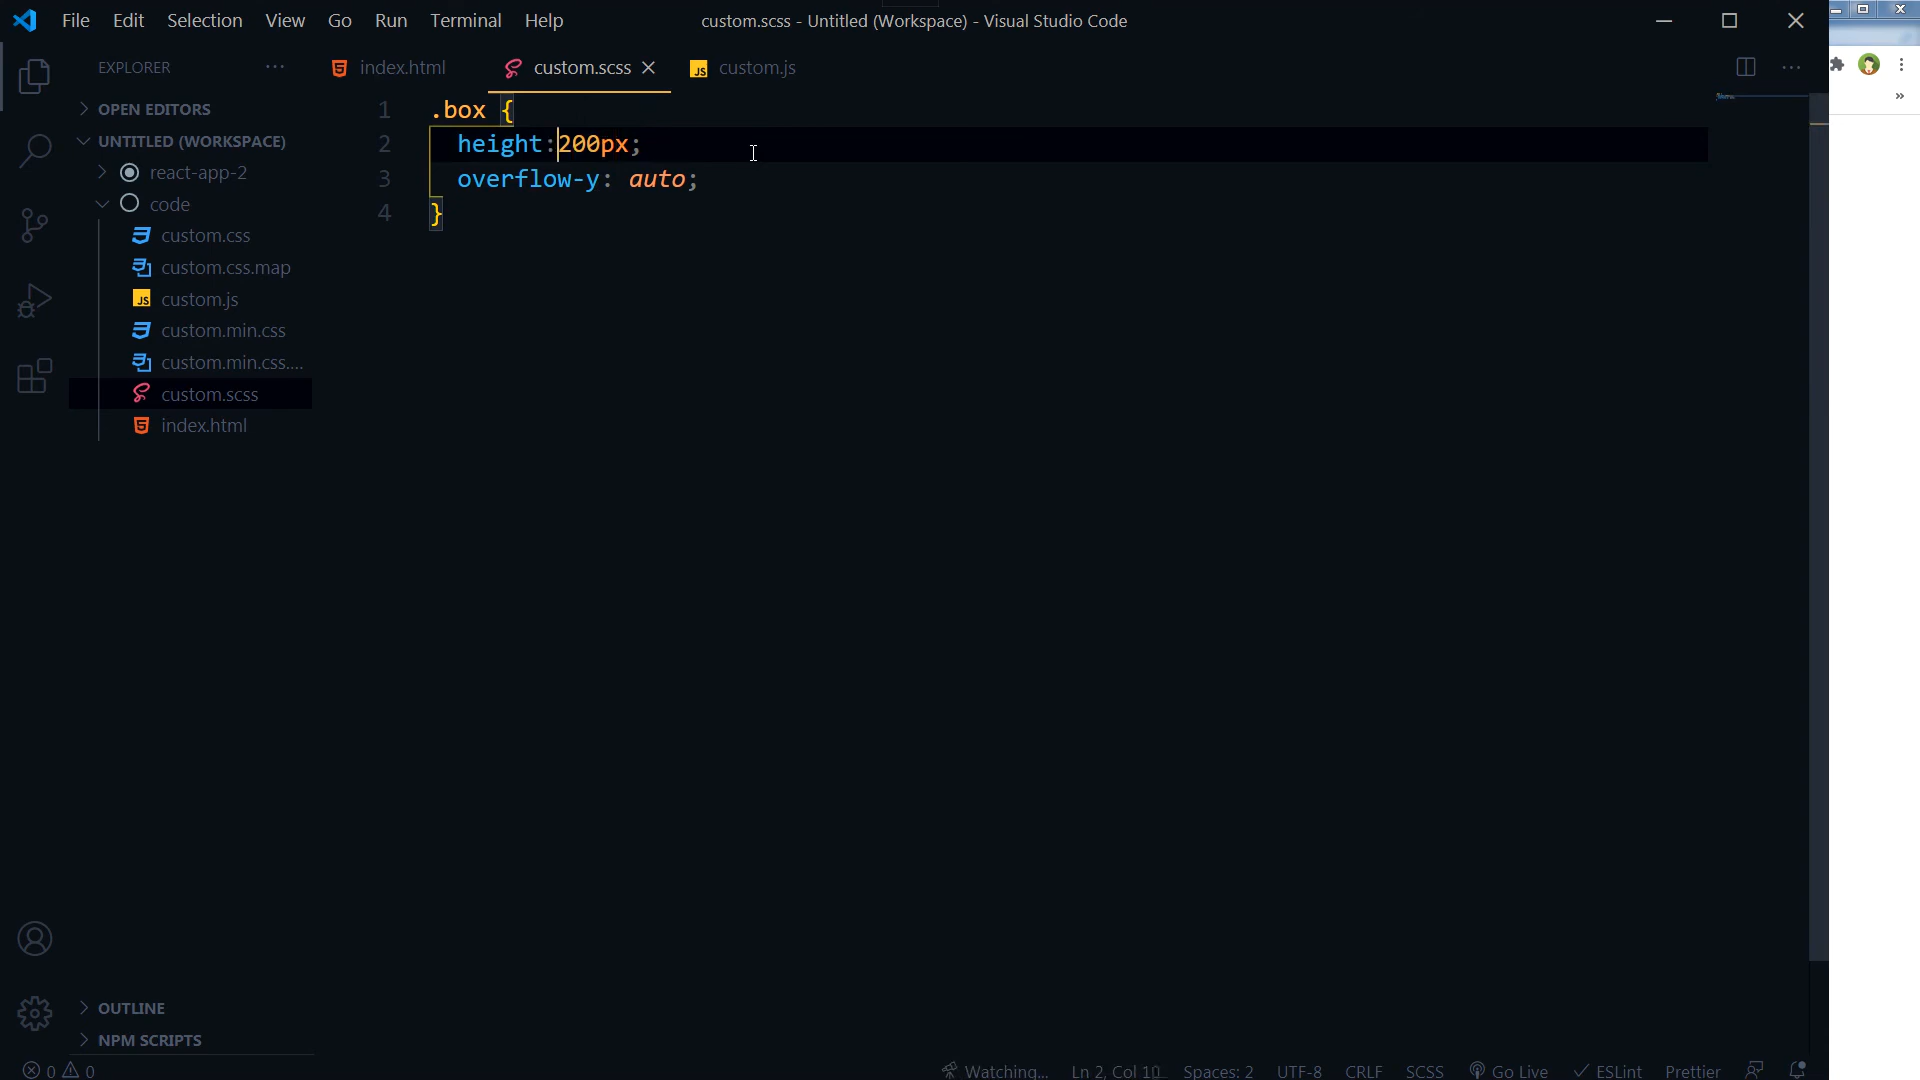 File Edit Selection View Go Run Terminal Help custom.scss - Untitled (Workspace) - Visual Studio Code
EXPLORER ···
index.html custom.scss custom.js
OPEN EDITORS
UNTITLED (WORKSPACE)
react-app-2
code
custom.css
custom.css.map
custom.js
custom.min.css
custom.min.css....
custom.scss
index.html
OUTLINE
NPM SCRIPTS
1 .box {
2 height:200px;
3 overflow-y: auto;
4 }
0 0 Watching... Ln 2, Col 10 Spaces: 2 UTF-8 CRLF SCSS Go Live ESLint Prettier